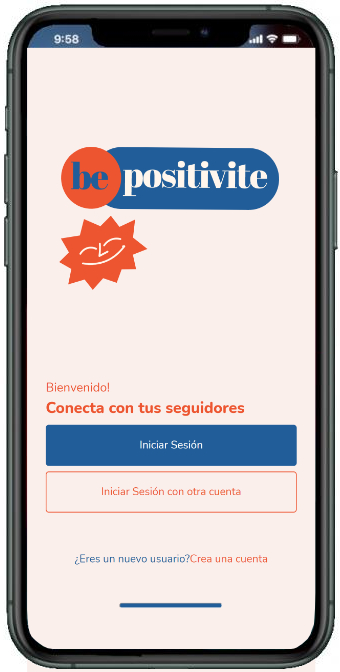 9:58
be positivite
Bienvenido!
Conecta con tus seguidores
Iniciar Sesión
Iniciar Sesión con otra cuenta
¿Eres un nuevo usuario?Crea una cuenta